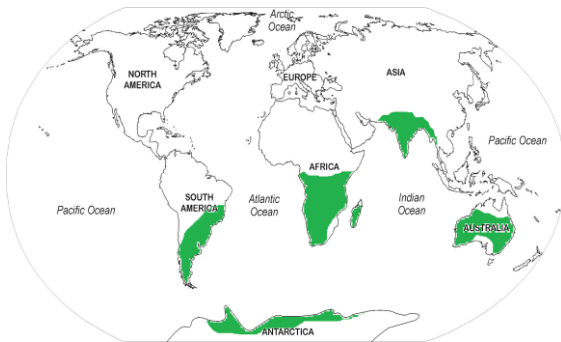 Arctic
Ocean
NORTH
AMERICA
EUROPE
ASIA
Pacific Ocean
AFRICA
SOUTH
AMERICA
Atlantic
Ocean
Indian
Ocean
Pacific Ocean
AUSTRALIA
ANTARCTICA